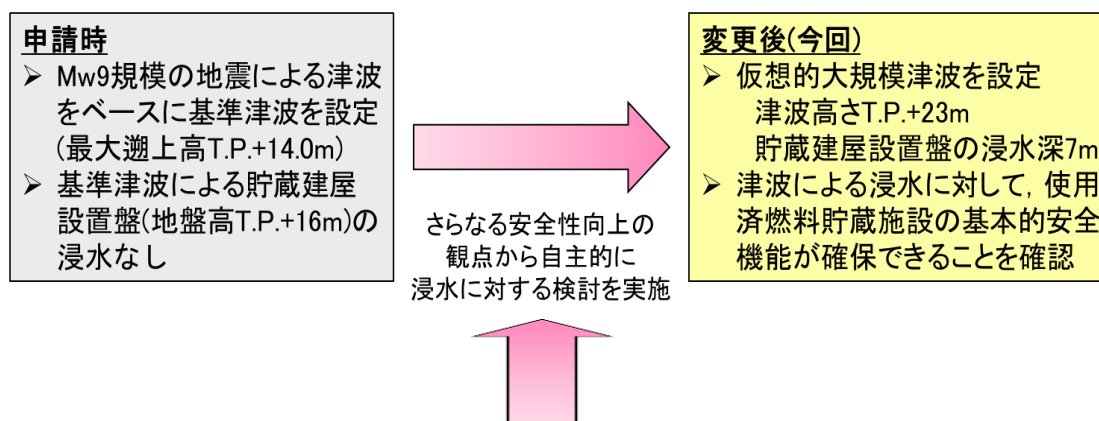 申請時
➢ Mw9規模の地震による津波
をベースに基準津波を設定
(最大遡上高T.P.+14.0m)
➢ 基準津波による貯蔵建屋
設置盤(地盤高T.P.+16m)の
浸水なし
さらなる安全性向上の
観点から自主的に
浸水に対する検討を実施
変更後(今回)
➢ 仮想的大規模津波を設定
津波高さT.P.+23m
貯蔵建屋設置盤の浸水深7m
➢ 津波による浸水に対して，使用
済燃料貯蔵施設の基本的安全
機能が確保できることを確認